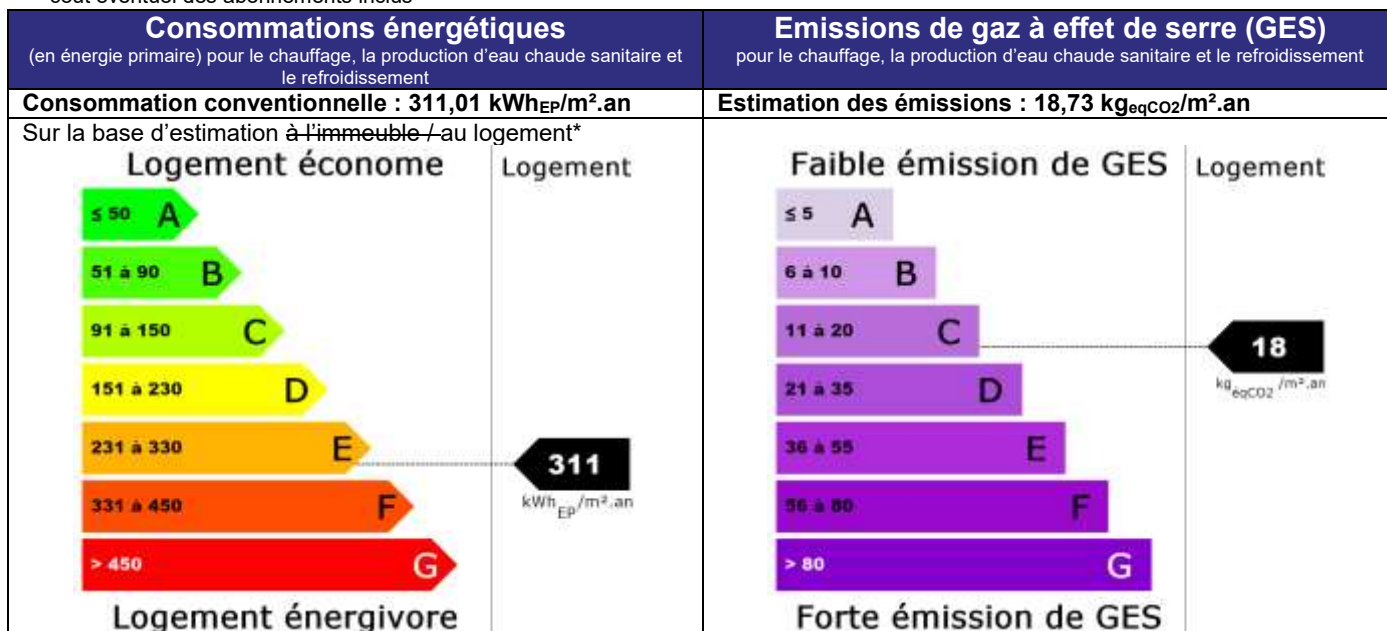 coût éventuel des abonnements inclus
Consommations énergétiques
(en énergie primaire) pour le chauffage, la production d'eau chaude sanitaire et
le refroidissement
Consommation conventionnelle : 311,01 kWhEP/m².an
Sur la base d'estimation à l'immeuble / au logement*
Logement économe
Logement
≤ 50 A
51 à 90 B
91 à 150 C
151 à 230 D
231 à 330 E
311
kWhEP/m².an
331 à 450 F
> 450 G
Logement énergivore
Emissions de gaz à effet de serre (GES)
pour le chauffage, la production d'eau chaude sanitaire et le refroidissement
Estimation des émissions : 18,73 kgeqCO2/m².an
Faible émission de GES
Logement
≤ 5 A
6 à 10 B
11 à 20 C
18
kgéqCO2/m².an
21 à 35 D
36 à 55 E
56 à 80 F
> 80 G
Forte émission de GES